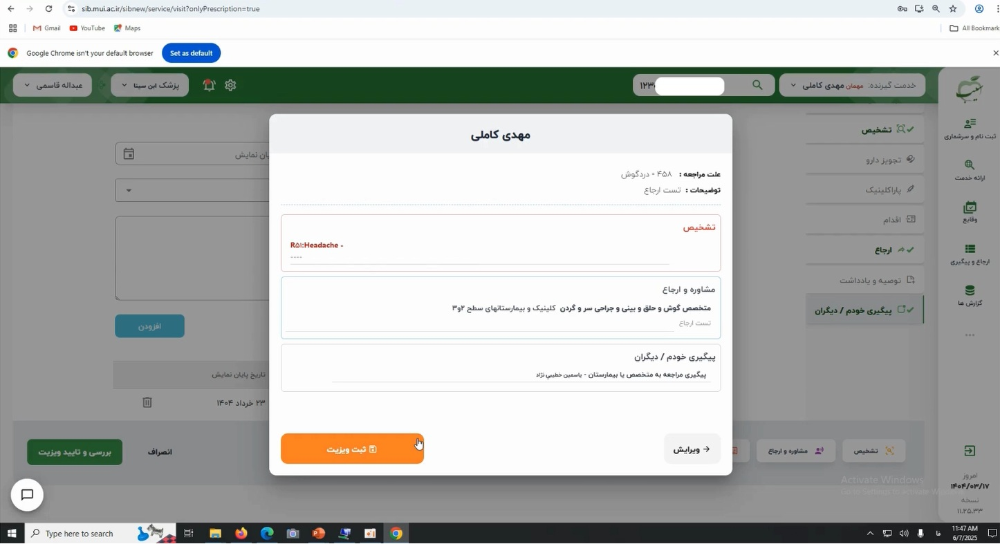 sib.mui.ac.ir/sibnew/service/visit?onlyPrescription=true
Gmail
YouTube
Maps
All Bookmark
Google Chrome isn't your default browser
Set as default
خدمت گیرنده: مهمان مهدی کاملی
۱۲۳
پزشک ابن سینا
عبداله قاسمی
سیب
ثبت نام و سرشماری
ارائه خدمت
وقایع
ارجاع و پیگیری
گزارش ها
امروز
۱۴۰۴/۰۳/۱۷
نسخه
۱۱.۲۵.۳۳
تشخیص
تجویز دارو
پاراکلینیک
اقدام
ارجاع
توصیه و یادداشت
پیگیری خودم / دیگران
مهدی کاملی
علت مراجعه : ۴۵۸ - دردگوش
توضیحات : تست ارجاع
تشخیص
R۵۱:Headache -
----
مشاوره و ارجاع
متخصص گوش و حلق و بینی و جراحی سر و گردن کلینیک و بیمارستانهای سطح ۲و۳
تست ارجاع
پیگیری خودم / دیگران
پیگیری مراجعه به متخصص یا بیمارستان - یاسمین خطیبي نژاد
ویرایش
ثبت ویزیت
یان نمایش
افزودن
تاریخ پایان نمایش
۲۳ خرداد ۱۴۰۴
تشخیص
مشاوره و ارجاع
انصراف
بررسی و تایید ویزیت
Activate Windows
Go to Settings to activate Wi
Type here to search
فا
11:47 AM
6/7/2025